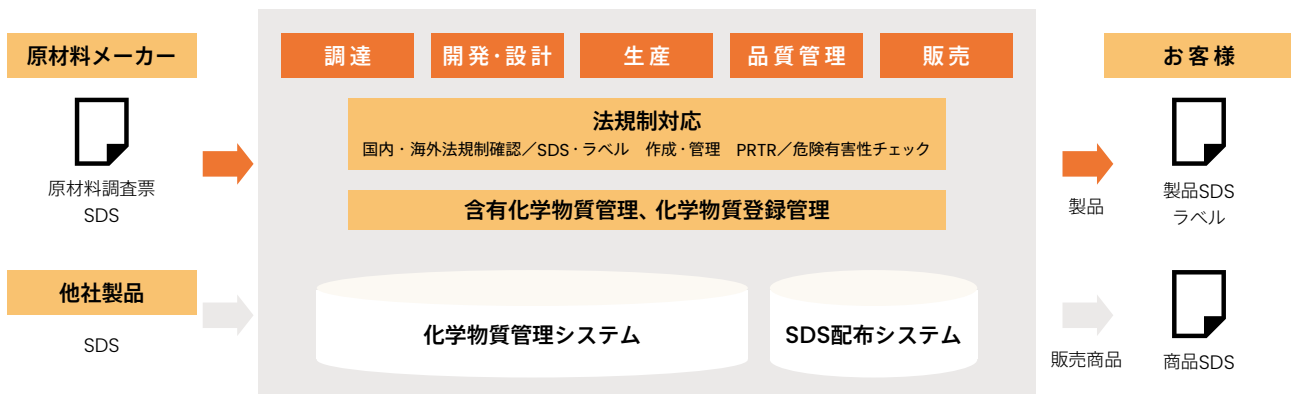 原材料メーカー
原材料調査票
SDS
他社製品
SDS
調達
開発・設計
生産
品質管理
販売
法規制対応
国内・海外法規制確認／SDS・ラベル　作成・管理　PRTR／危険有害性チェック
含有化学物質管理、化学物質登録管理
化学物質管理システム
SDS配布システム
製品
販売商品
お客様
製品SDS
ラベル
商品SDS